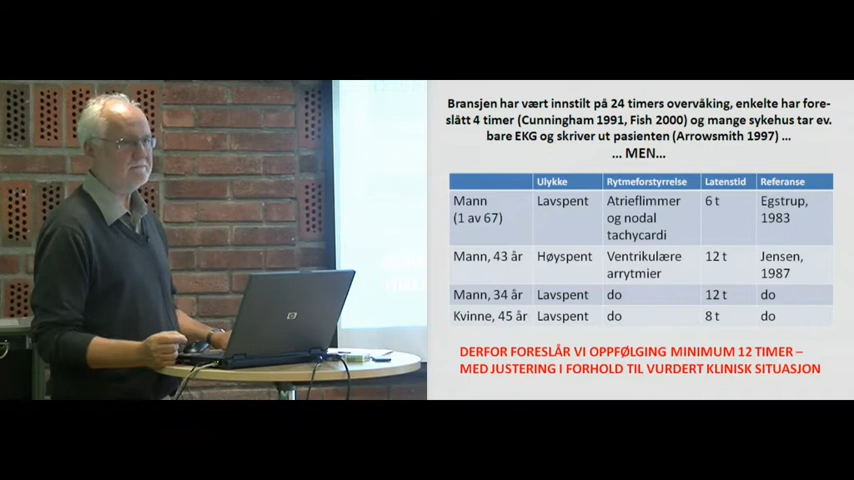 Bransjen har vært innstilt på 24 timers overvåking, enkelte har fore-
slått 4 timer (Cunningham 1991, Fish 2000) og mange sykehus tar ev.
bare EKG og skriver ut pasienten (Arrowsmith 1997) ...
... MEN...
Ulykke Rytmeforstyrrelse Latenstid Referanse
Mann Lavspent Atrieflimmer 6 t Egstrup,
(1 av 67) og nodal 1983
tachycardi
Mann, 43 år Høyspent Ventrikulære 12 t Jensen,
arrytmier 1987
Mann, 34 år Lavspent do 12 t do
Kvinne, 45 år Lavspent do 8 t do
DERFOR FORESLÅR VI OPPFØLGING MINIMUM 12 TIMER –
MED JUSTERING I FORHOLD TIL VURDERT KLINISK SITUASJON
hp